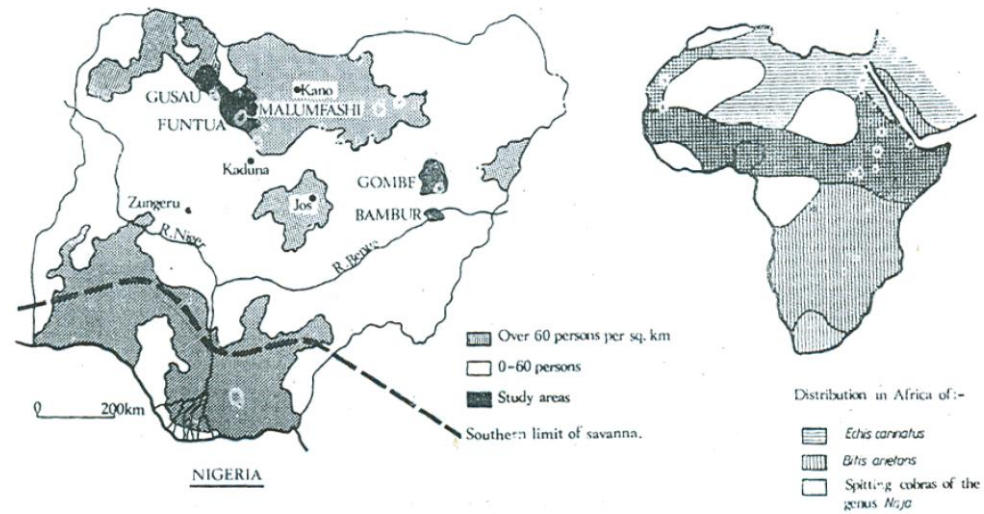 Kano
GUSAU
MALUMFASHI
FUNTUA
Kaduna
GOMBE
Jos
Zungeru
BAMBUR
R.Niger
R.Benue
Over 60 persons per sq. km
0-60 persons
Study areas
0 200km
Southern limit of savanna.
NIGERIA
Distribution in Africa of:-
Echis carinatus
Bitis arietans
Spitting cobras of the
genus Naja